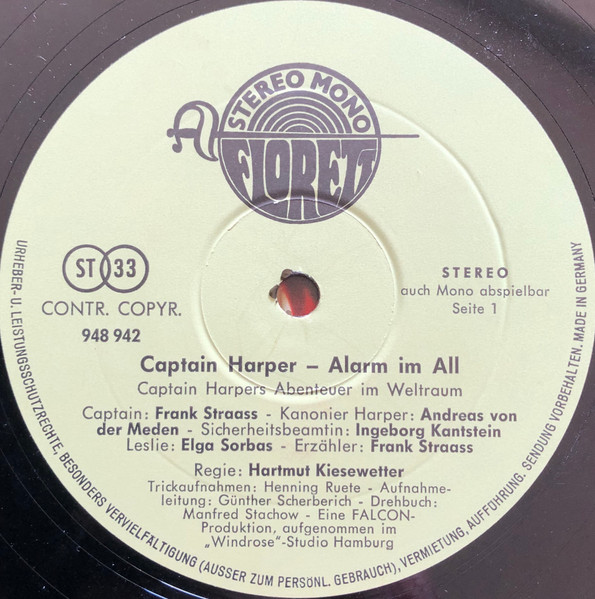 STEREO MONO
FLORETT
ST 33
CONTR. COPYR.
948 942
STEREO
auch Mono abspielbar
Seite 1
Captain Harper – Alarm im All
Captain Harpers Abenteuer im Weltraum
Captain: Frank Straass - Kanonier Harper: Andreas von
der Meden - Sicherheitsbeamtin: Ingeborg Kantstein
Leslie: Elga Sorbas - Erzähler: Frank Straass
Regie: Hartmut Kiesewetter
Trickaufnahmen: Henning Ruete - Aufnahme-
leitung: Günther Scherberich - Drehbuch:
Manfred Stachow - Eine FALCON-
Produktion, aufgenommen im
„Windrose"-Studio Hamburg
URHEBER- U. LEISTUNGSSCHUTZRECHTE, BESONDERS VERVIELFÄLTIGUNG (AUSSER ZUM PERSÖNL. GEBRAUCH), VERMIETUNG, AUFFÜHRUNG, SENDUNG VORBEHALTEN. MADE IN GERMANY